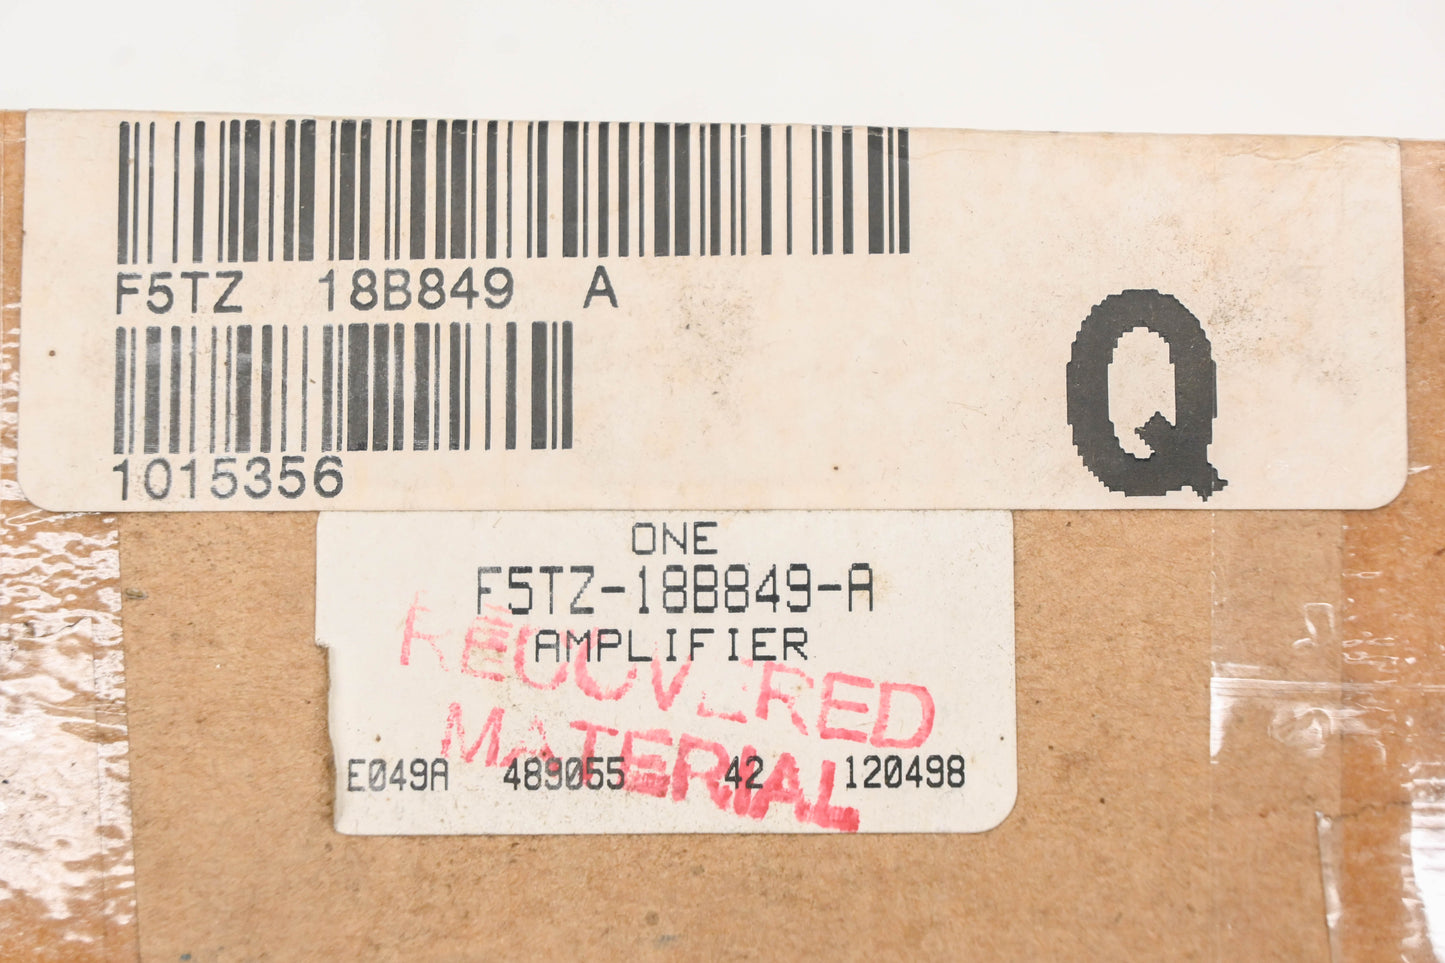 F5TZ 18B849 A
1015356
Q
ONE
F5TZ-18B849-A
AMPLIFIER
RECOVERED
MATERIAL
E049A 489055 42 120498